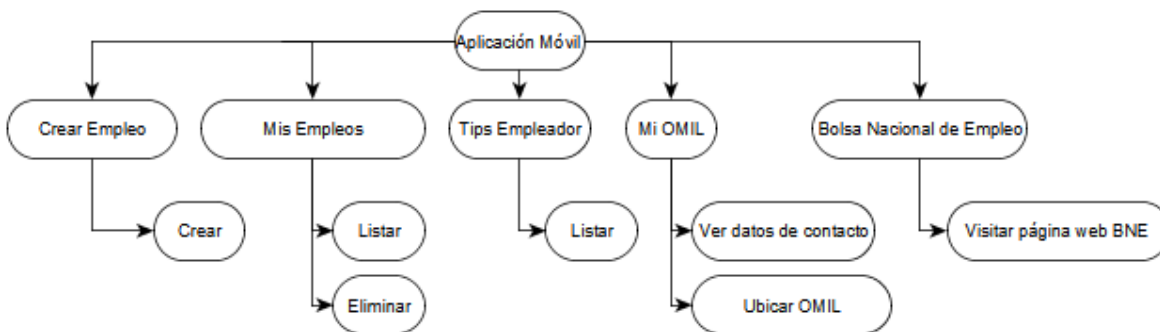 Aplicación Móvil
Crear Empleo
Mis Empleos
Tips Empleador
Mi OMIL
Bolsa Nacional de Empleo
Crear
Listar
Listar
Ver datos de contacto
Visitar página web BNE
Eliminar
Ubicar OMIL